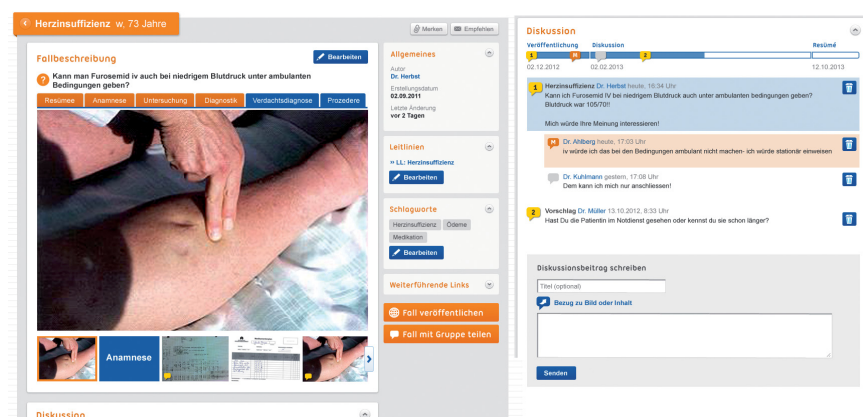 Herzinsuffizienz w, 73 Jahre
Merken
Empfehlen
Fallbeschreibung
Bearbeiten
? Kann man Furosemid iv auch bei niedrigem Blutdruck unter ambulanten
Bedingungen geben?
Resümee Anamnese Untersuchung Diagnostik Verdachtsdiagnose Prozedere
Anamnese
Diskussion
Allgemeines
Autor
Dr. Herbst
Erstellungsdatum
02.09.2011
Letzte Änderung
vor 2 Tagen
Leitlinien
» LL: Herzinsuffizienz
Bearbeiten
Schlagworte
Herzinsuffizienz Ödeme
Medikation
Bearbeiten
Weiterführende Links
Fall veröffentlichen
Fall mit Gruppe teilen
Diskussion
Veröffentlichung Diskussion Resümé
1 M 2
02.12.2012 02.02.2013 12.10.2013
1 Herzinsuffizienz Dr. Herbst heute, 16:34 Uhr
Kann ich Furosemid IV bei niedrigem Blutdruck auch unter ambulanten bedingungen geben?
Blutdruck war 105/70!!
Mich würde Ihre Meinung interessieren!
M Dr. Ahlberg heute, 17:03 Uhr
iv würde ich das bei den Bedingungen ambulant nicht machen- ich würde stationär einweisen
Dr. Kuhlmann gestern, 17:08 Uhr
Dem kann ich mich nur anschliessen!
2 Vorschlag Dr. Müller 13.10.2012, 8:33 Uhr
Hast Du die Patientin im Notdienst gesehen oder kennst du sie schon länger?
Diskussionsbeitrag schreiben
Titel (optional)
Bezug zu Bild oder Inhalt
Senden